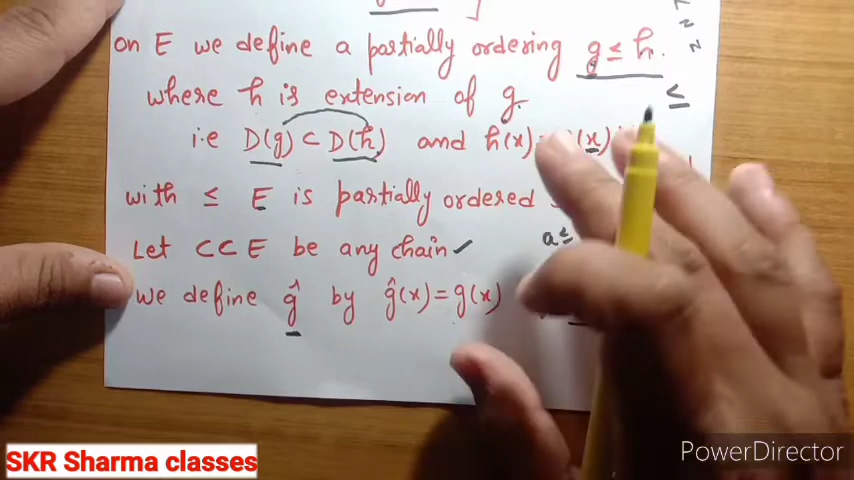 on E we define a partially ordering g ≤ h.
where h is extension of g.
≤
i.e D(g) ⊂ D(h) and h(x) = (x)
with ≤ E is partially ordered
Let C ⊂ E be any chain ✓
a ≤
we define ĝ by ĝ(x) = g(x)
SKR Sharma classes
PowerDirector